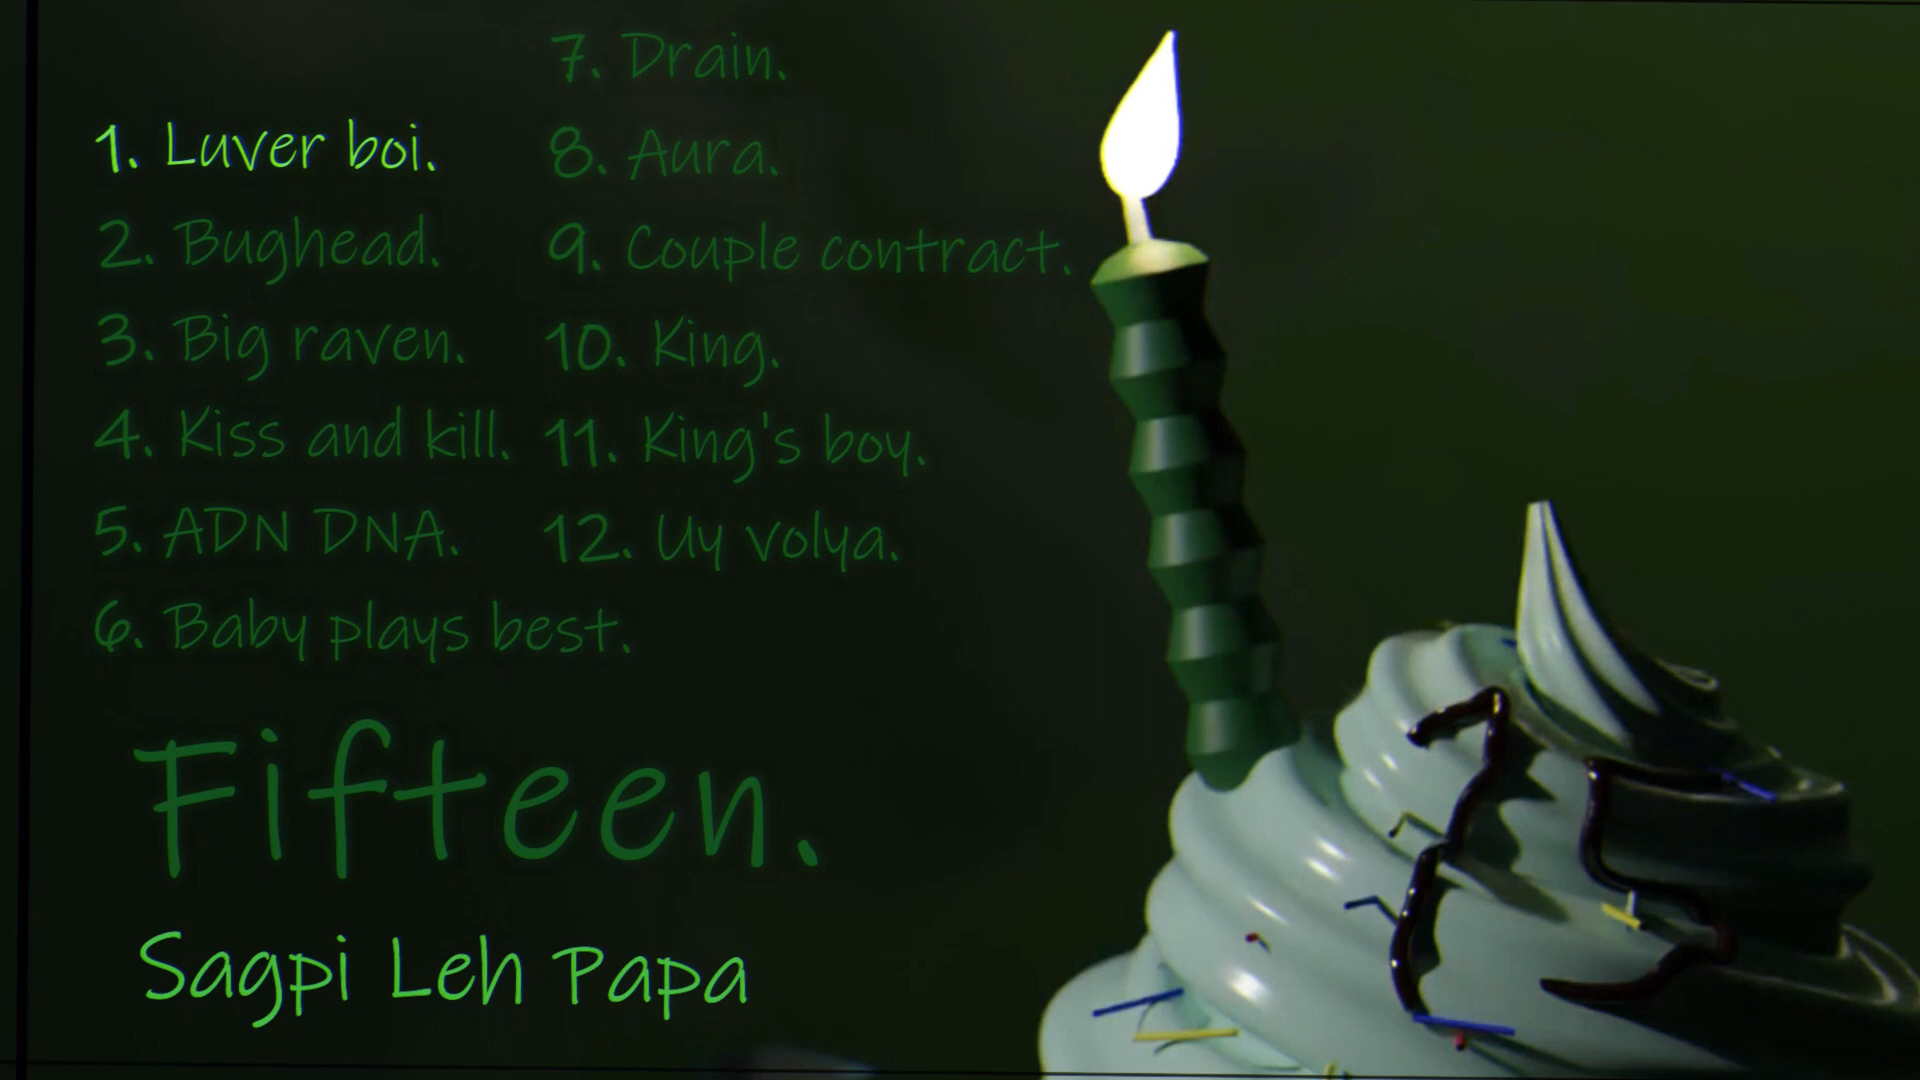 1. Luver boi.
2. Bughead.
3. Big raven.
4. Kiss and kill.
5. ADN DNA.
6. Baby plays best.
7. Drain.
8. Aura.
9. Couple contract.
10. King.
11. King's boy.
12. Uy volya.
Fifteen.
Sagpi Leh Papa
15